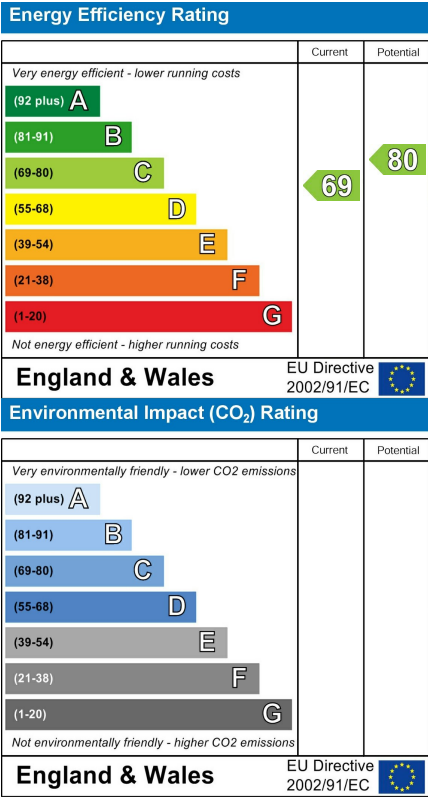 Energy Efficiency Rating
Current Potential
Very energy efficient - lower running costs
(92 plus) A
(81-91) B
(69-80) C
(55-68) D
(39-54) E
(21-38) F
(1-20) G
69
80
Not energy efficient - higher running costs
England & Wales
EU Directive
2002/91/EC
Environmental Impact (CO₂) Rating
Current Potential
Very environmentally friendly - lower CO2 emissions
(92 plus) A
(81-91) B
(69-80) C
(55-68) D
(39-54) E
(21-38) F
(1-20) G
Not environmentally friendly - higher CO2 emissions
England & Wales
EU Directive
2002/91/EC